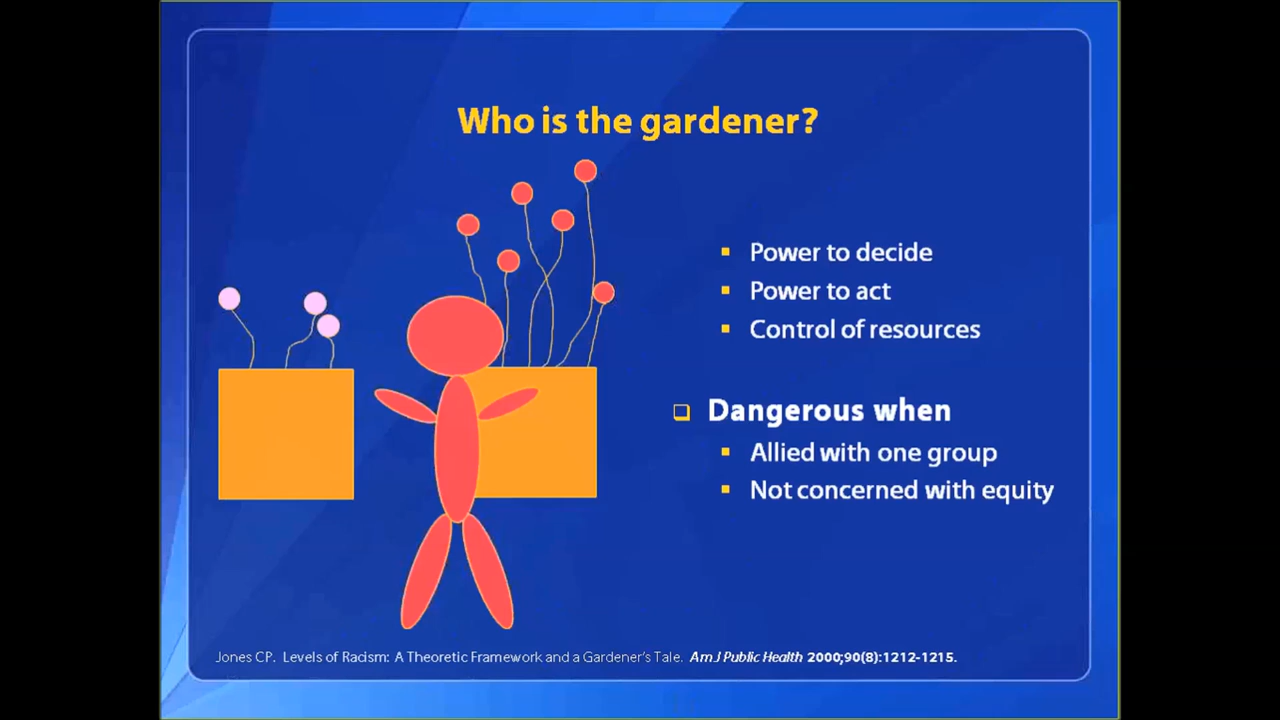 Who is the gardener?
Power to decide
Power to act
Control of resources
Dangerous when
Allied with one group
Not concerned with equity
Jones CP. Levels of Racism: A Theoretic Framework and a Gardener's Tale. Am J Public Health 2000;90(8):1212-1215.